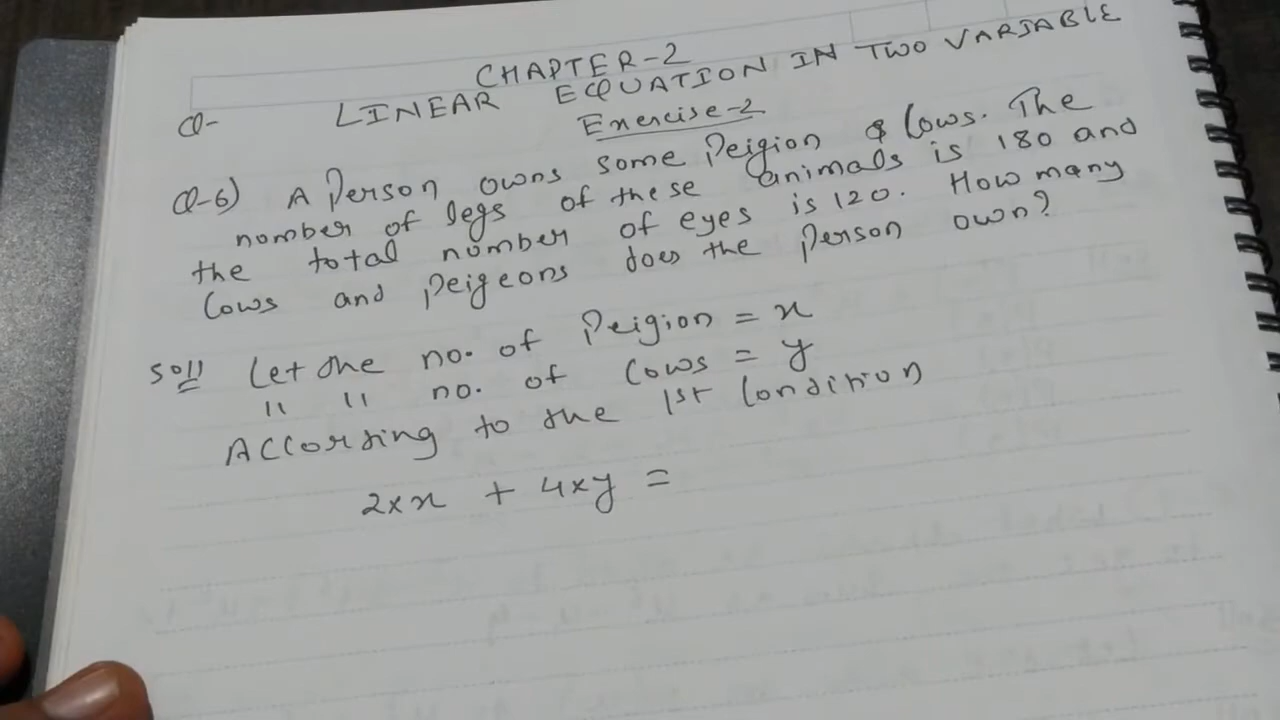 CHAPTER-2
Q- LINEAR EQUATION IN TWO VARIABLE
Exercise-2
Q-6) A Person owns some Peigion & Cows. The
number of legs of these animals is 180 and
the total number of eyes is 120. How many
Cows and peigeons does the person own?
Soll Let the no. of Peigion = x
" " no. of Cows = y
According to the 1st Condition
2×x + 4×y =